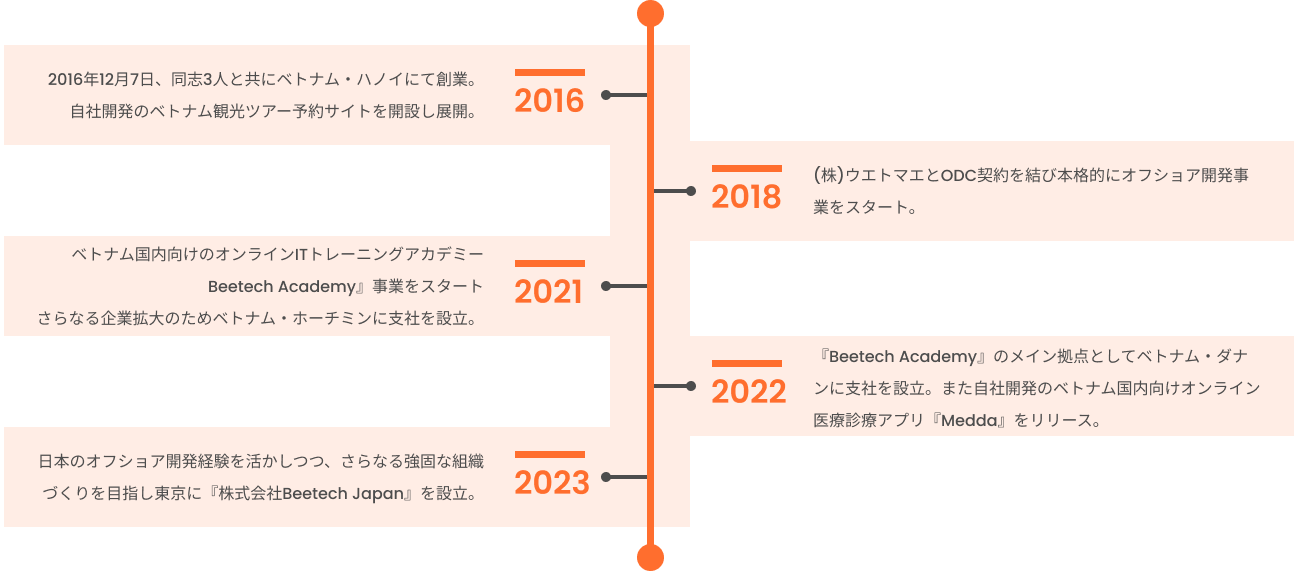 2016年12月7日、同志3人と共にベトナム・ハノイにて創業。
自社開発のベトナム観光ツアー予約サイトを開設し展開。
2016
2018
(株)ウエトマエとODC契約を結び本格的にオフショア開発事
業をスタート。
ベトナム国内向けのオンラインITトレーニングアカデミー
Beetech Academy』事業をスタート
さらなる企業拡大のためベトナム・ホーチミンに支社を設立。
2021
2022
『Beetech Academy』のメイン拠点としてベトナム・ダナ
ンに支社を設立。また自社開発のベトナム国内向けオンライン
医療診療アプリ『Medda』をリリース。
日本のオフショア開発経験を活かしつつ、さらなる強固な組織
づくりを目指し東京に『株式会社Beetech Japan』を設立。
2023